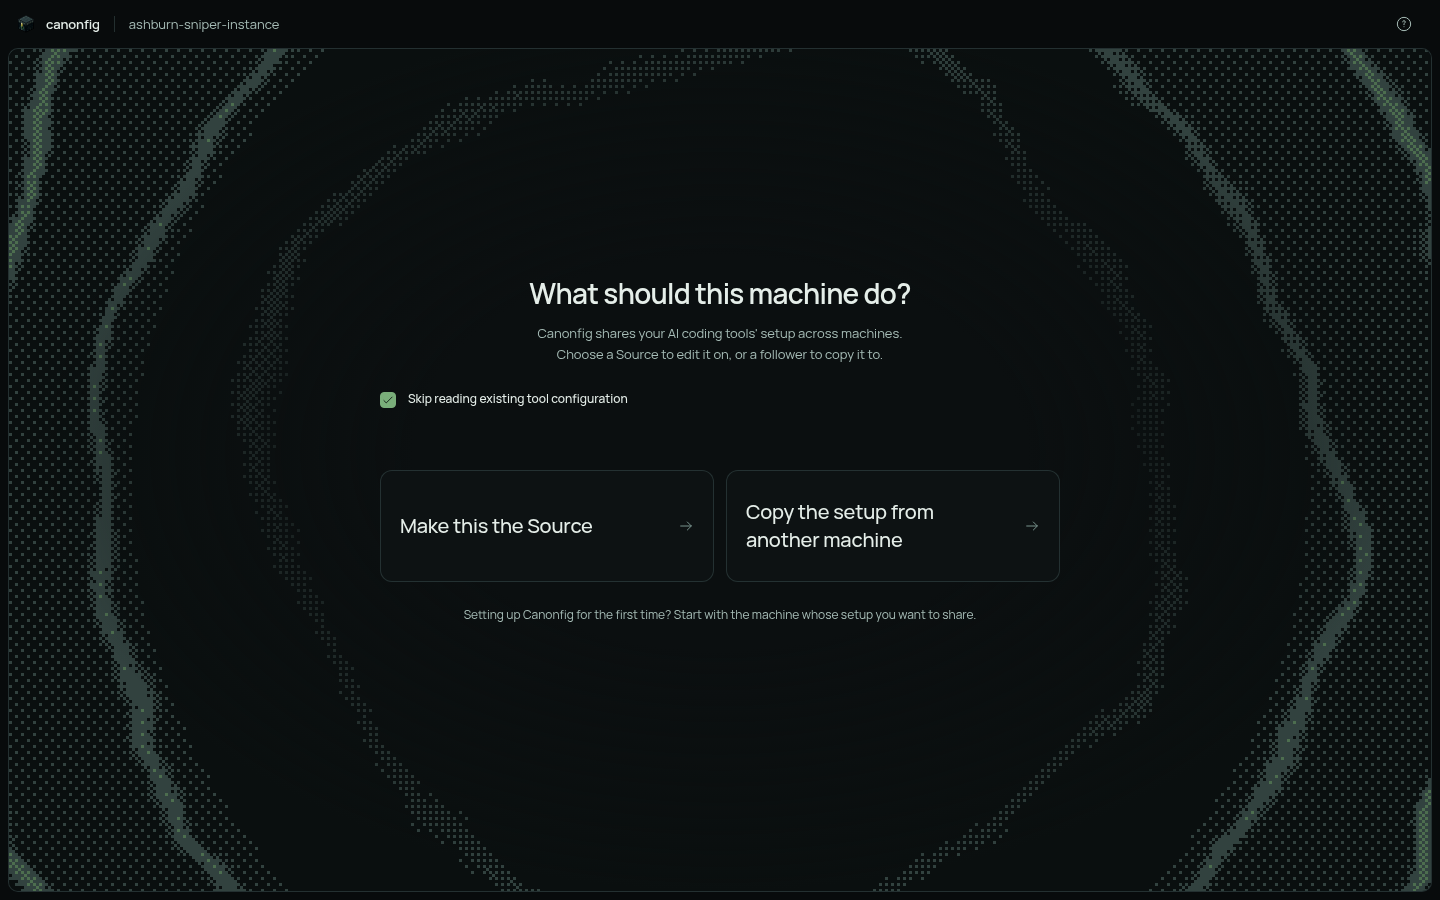 canonfig
ashburn-sniper-instance
What should this machine do?
Canonfig shares your AI coding tools' setup across machines.
Choose a Source to edit it on, or a follower to copy it to.
Skip reading existing tool configuration
Make this the Source
Copy the setup from
another machine
Setting up Canonfig for the first time? Start with the machine whose setup you want to share.